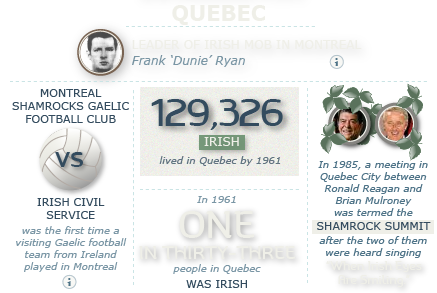 QUEBEC
LEADER OF IRISH MOB IN MONTREAL
Frank ‘Dunie’ Ryan
MONTREAL
SHAMROCKS GAELIC
FOOTBALL CLUB
VS
IRISH CIVIL
SERVICE
was the first time a
visiting Gaelic football
team from Ireland
played in Montreal
129,326
IRISH
lived in Quebec by 1961
In 1961
ONE
IN THIRTY-THREE
people in Quebec
WAS IRISH
In 1985, a meeting in
Quebec City between
Ronald Reagan and
Brian Mulroney
was termed the
SHAMROCK SUMMIT
after the two of them
were heard singing
"When Irish Eyes
Are Smiling"